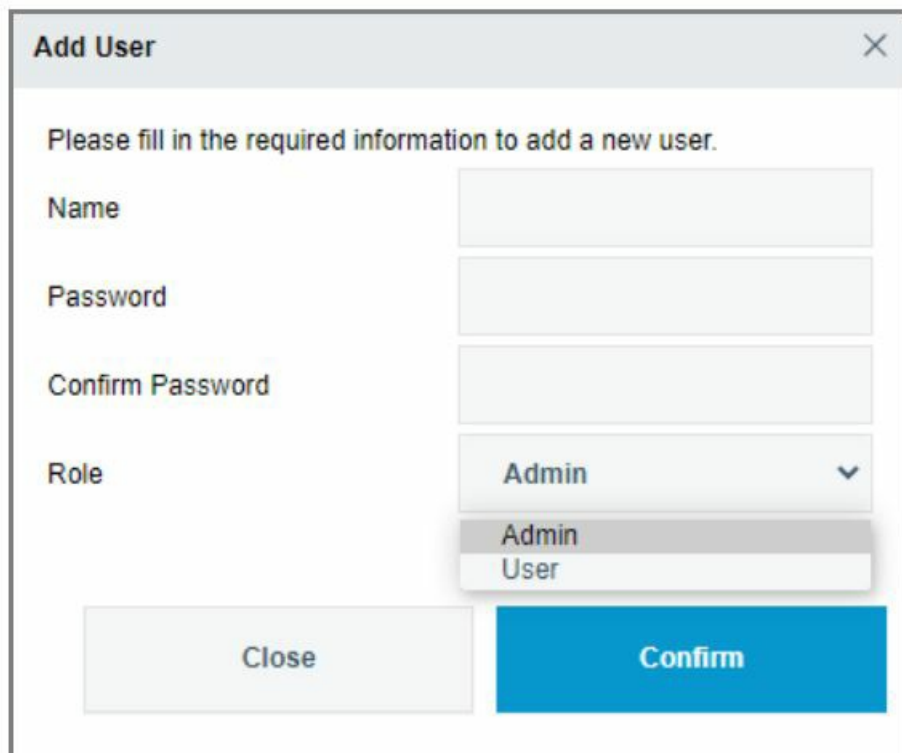 Add User
Please fill in the required information to add a new user.
Name
Password
Confirm Password
Role
Admin
Admin
User
Close
Confirm